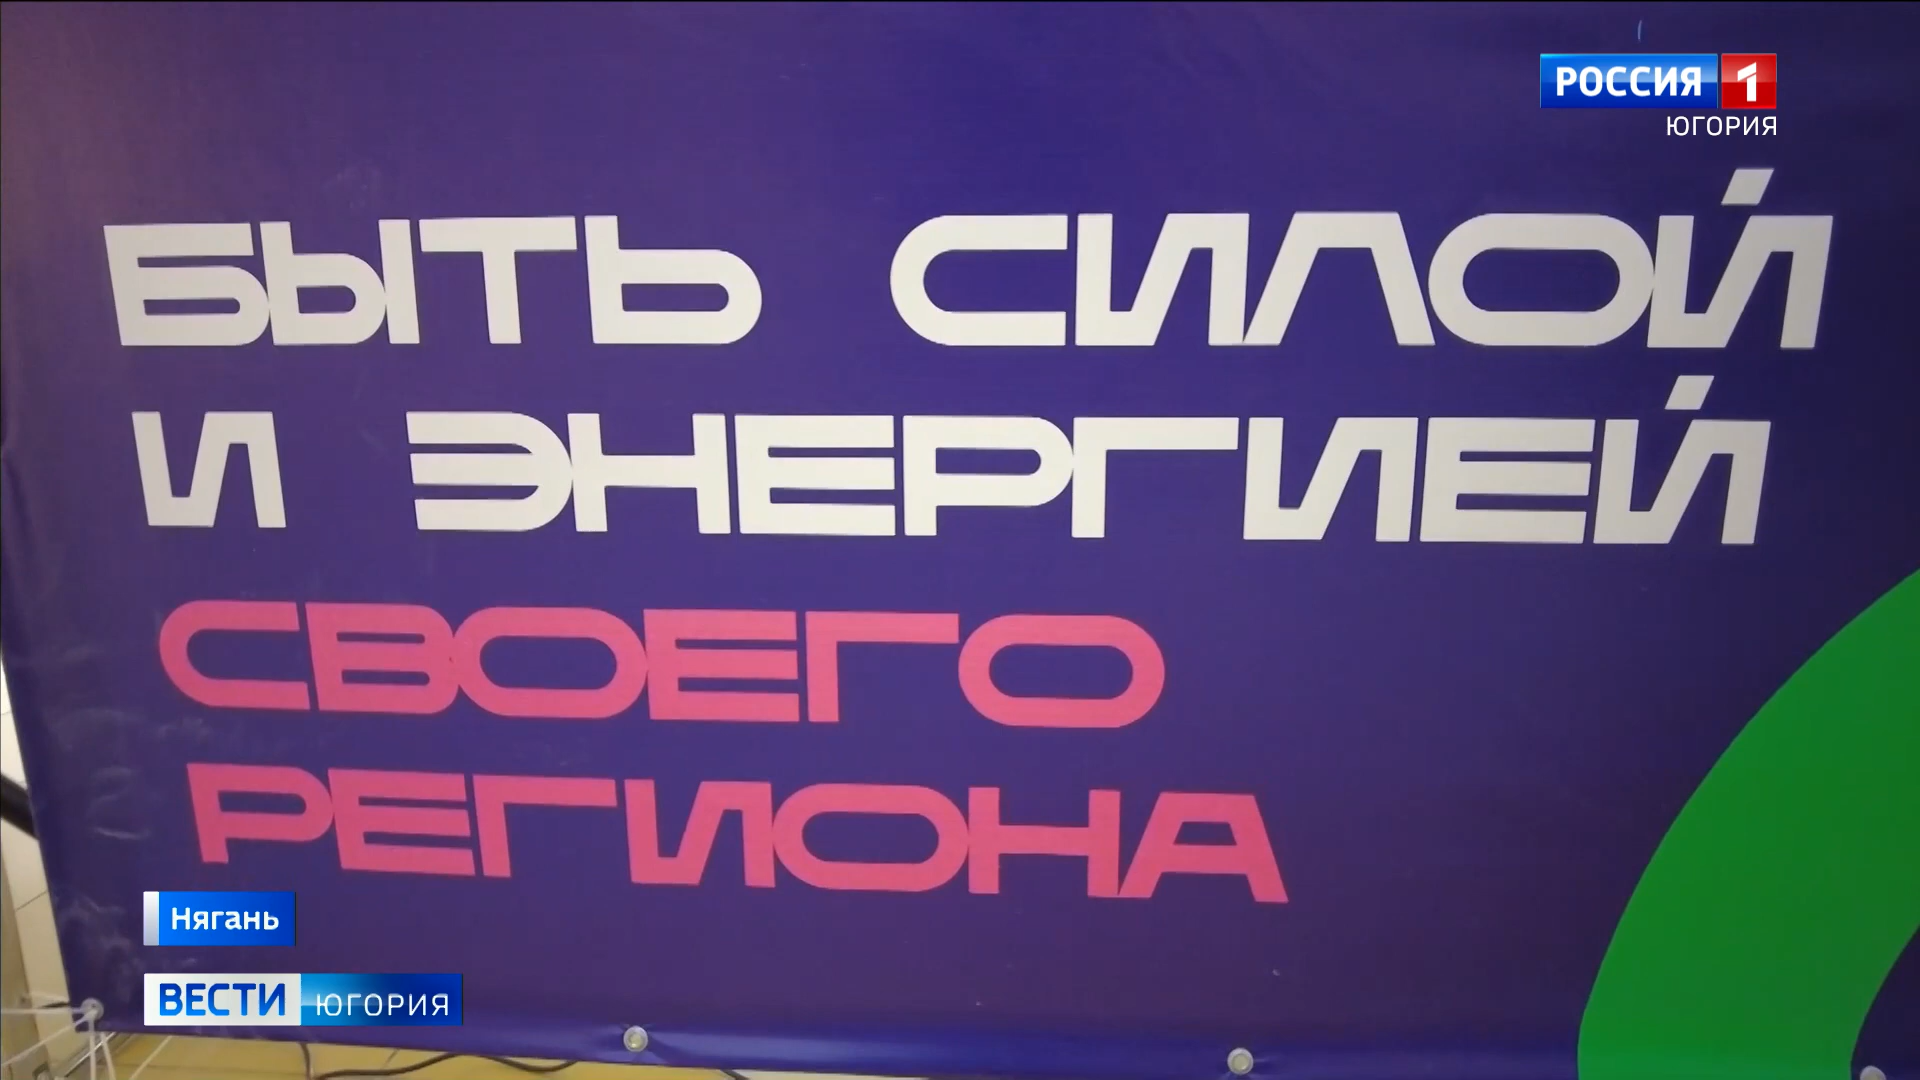 РОССИЯ 1
ЮГОРИЯ
БЫТЬ СИЛОЙ
И ЭНЕРГИЕЙ
СВОЕГО
РЕГИОНА
Нягань
ВЕСТИ ЮГОРИЯ